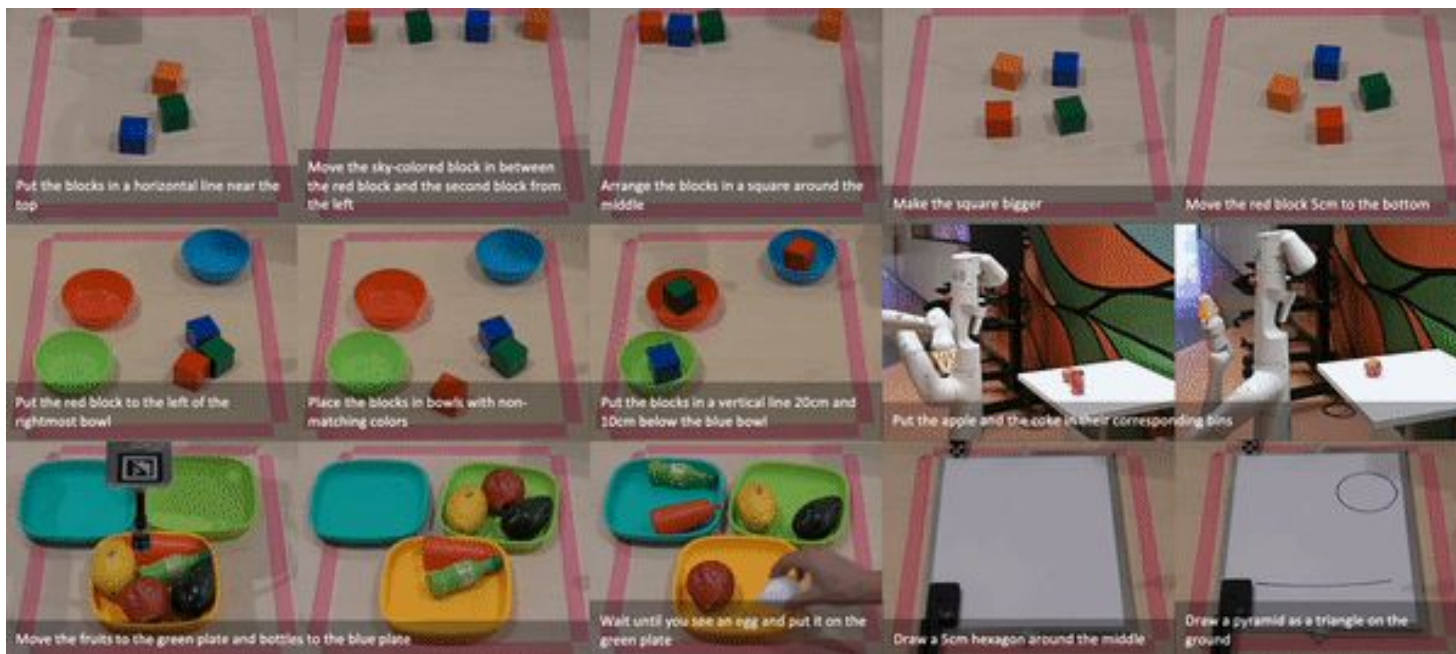 Put the blocks in a horizontal line near the
top
Move the sky-colored block in between
the red block and the second block from
the left
Arrange the blocks in a square around the
middle
Make the square bigger
Move the red block 5cm to the bottom
Put the red block to the left of the
rightmost bowl
Place the blocks in bowls with non-
matching colors
Put the blocks in a vertical line 20cm and
10cm below the blue bowl
Put the apple and the coke in their corresponding bins
Move the fruits to the green plate and bottles to the blue plate
Wait until you see an egg and put it on the
green plate
Draw a 5cm hexagon around the middle
Draw a pyramid as a triangle on the
ground